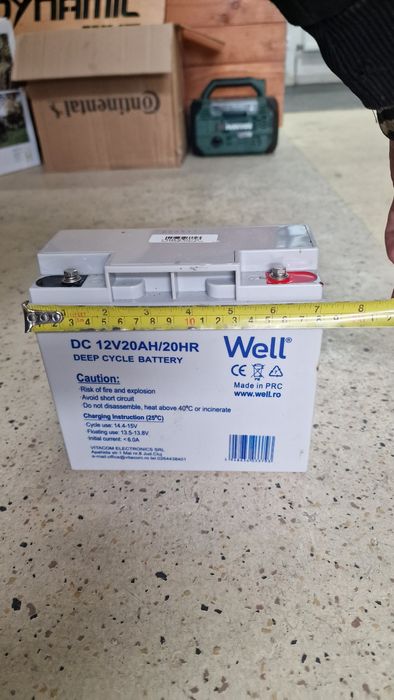 DYNAMIC
Continental
DC 12V20AH/20HR
DEEP CYCLE BATTERY
Well®
CE
Made in PRC
www.well.ro
Caution:
·Risk of fire and explosion
·Avoid short circuit
Do not disassemble, heat above 40°C or incinerate
Charging Instruction (25°C)
Cycle use: 14.4-15V
Floating use: 13.5-13.8V
·Initial current: < 6.0A
VITACOM ELECTRONICS SRL